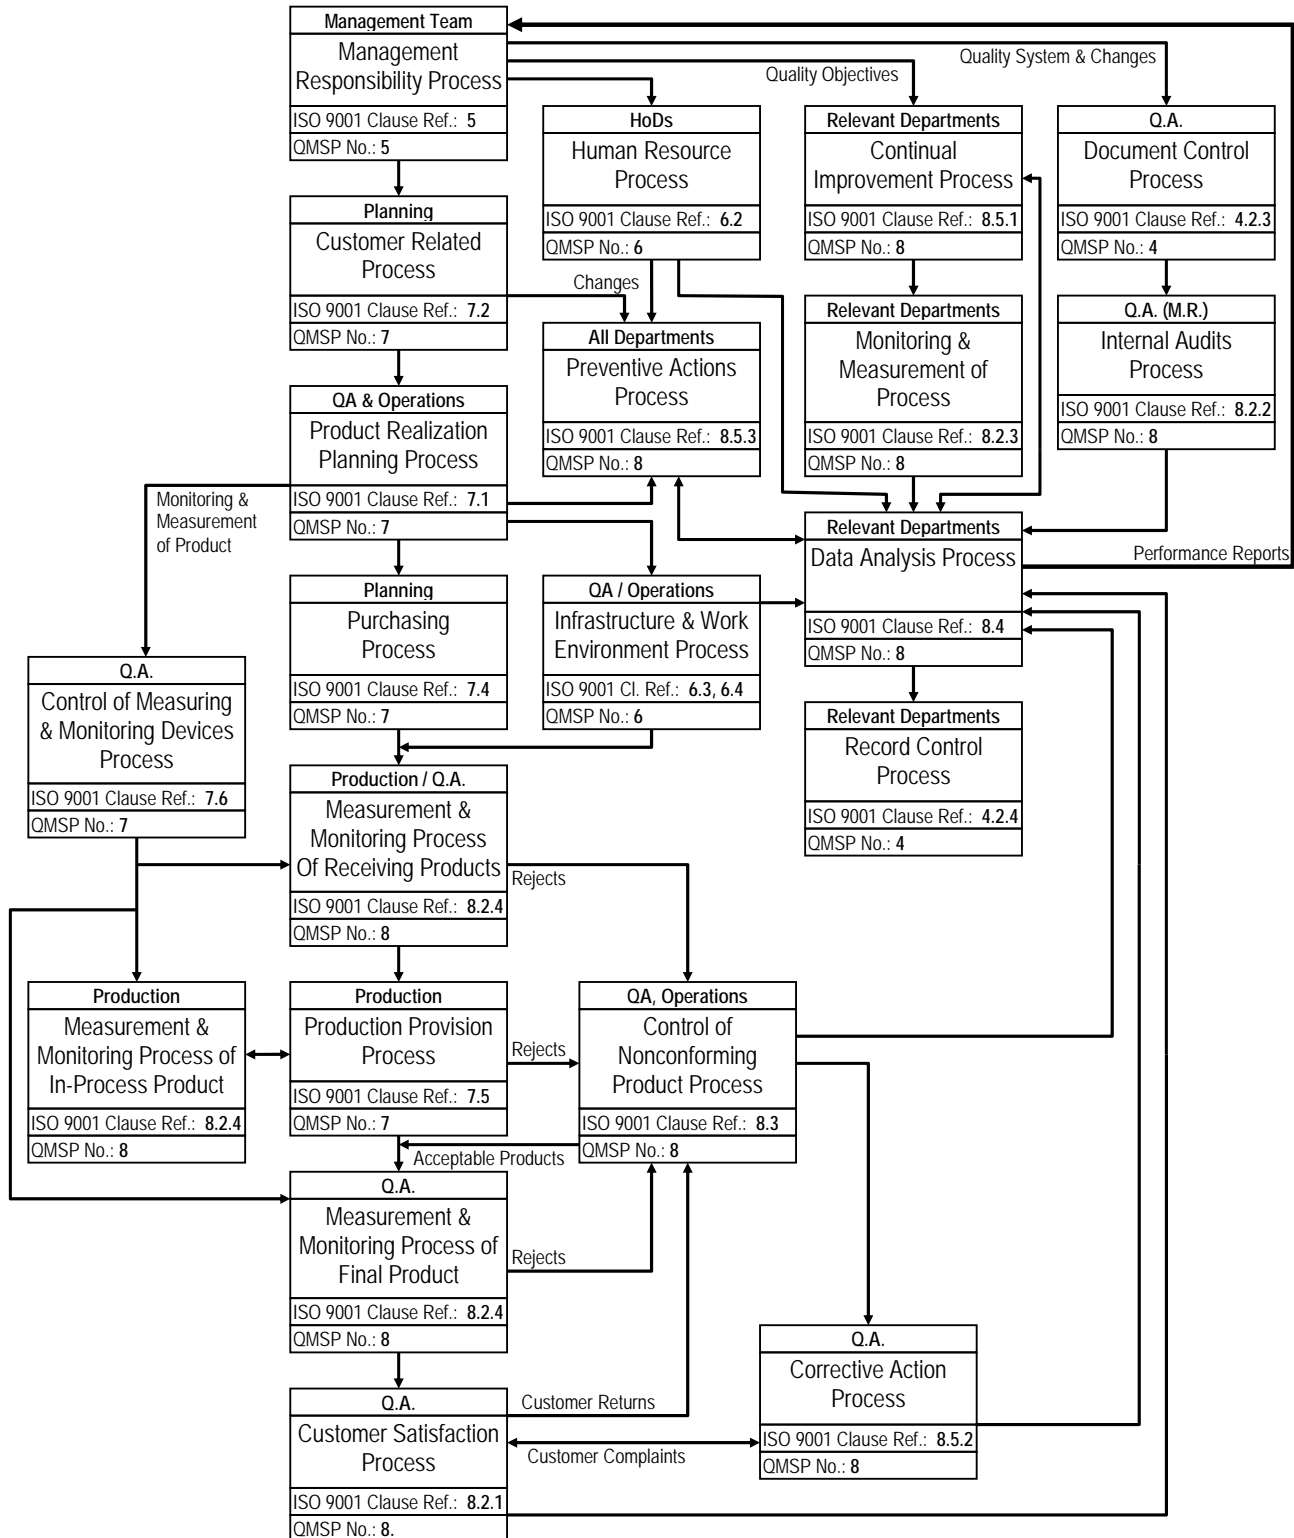 Management Team
Management
Responsibility Process
ISO 9001 Clause Ref.: 5
QMSP No.: 5
Quality Objectives
Quality System & Changes
HoDs
Human Resource
Process
ISO 9001 Clause Ref.: 6.2
QMSP No.: 6
Relevant Departments
Continual
Improvement Process
ISO 9001 Clause Ref.: 8.5.1
QMSP No.: 8
Q.A.
Document Control
Process
ISO 9001 Clause Ref.: 4.2.3
QMSP No.: 4
Planning
Customer Related
Process
ISO 9001 Clause Ref.: 7.2
QMSP No.: 7
Changes
All Departments
Preventive Actions
Process
ISO 9001 Clause Ref.: 8.5.3
QMSP No.: 8
Relevant Departments
Monitoring &
Measurement of
Process
ISO 9001 Clause Ref.: 8.2.3
QMSP No.: 8
Q.A. (M.R.)
Internal Audits
Process
ISO 9001 Clause Ref.: 8.2.2
QMSP No.: 8
QA & Operations
Product Realization
Planning Process
ISO 9001 Clause Ref.: 7.1
QMSP No.: 7
Monitoring &
Measurement
of Product
Relevant Departments
Data Analysis Process
ISO 9001 Clause Ref.: 8.4
QMSP No.: 8
Performance Reports
Planning
Purchasing
Process
ISO 9001 Clause Ref.: 7.4
QMSP No.: 7
QA / Operations
Infrastructure & Work
Environment Process
ISO 9001 Cl. Ref.: 6.3, 6.4
QMSP No.: 6
Q.A.
Control of Measuring
& Monitoring Devices
Process
ISO 9001 Clause Ref.: 7.6
QMSP No.: 7
Relevant Departments
Record Control
Process
ISO 9001 Clause Ref.: 4.2.4
QMSP No.: 4
Production / Q.A.
Measurement &
Monitoring Process
Of Receiving Products
ISO 9001 Clause Ref.: 8.2.4
QMSP No.: 8
Rejects
Production
Measurement &
Monitoring Process of
In-Process Product
ISO 9001 Clause Ref.: 8.2.4
QMSP No.: 8
Production
Production Provision
Process
ISO 9001 Clause Ref.: 7.5
QMSP No.: 7
Rejects
QA, Operations
Control of
Nonconforming
Product Process
ISO 9001 Clause Ref.: 8.3
QMSP No.: 8
Acceptable Products
Q.A.
Measurement &
Monitoring Process of
Final Product
ISO 9001 Clause Ref.: 8.2.4
QMSP No.: 8
Rejects
Q.A.
Corrective Action
Process
ISO 9001 Clause Ref.: 8.5.2
QMSP No.: 8
Q.A.
Customer Satisfaction
Process
ISO 9001 Clause Ref.: 8.2.1
QMSP No.: 8.
Customer Returns
Customer Complaints